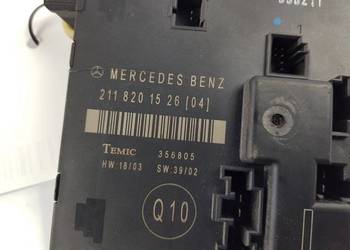 MERCEDES BENZ
211 820 15 26 [04]
TEMIC 356805
HW:18/03 SW:39/02
Q10